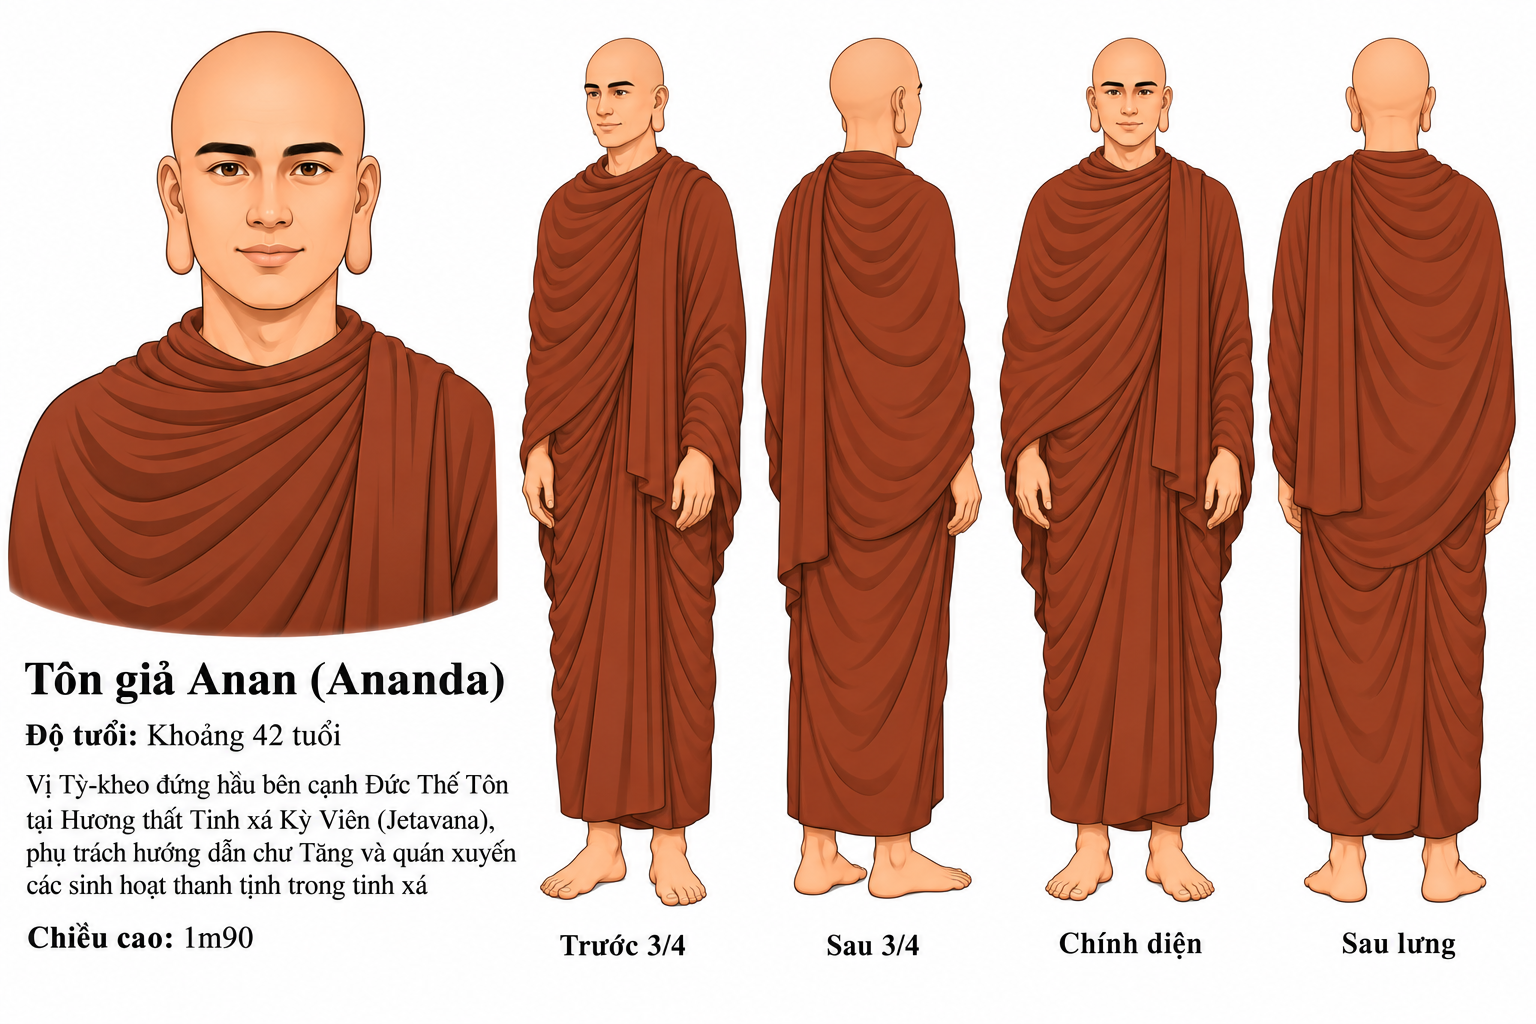 Tôn giả Anan (Ananda)
Độ tuổi: Khoảng 42 tuổi
Vị Tỳ-kheo đứng hầu bên cạnh Đức Thế Tôn
tại Hương thất Tinh xá Kỳ Viên (Jetavana),
phụ trách hướng dẫn chư Tăng và quán xuyến
các sinh hoạt thanh tịnh trong tinh xá
Chiều cao: 1m90
Trước 3/4
Sau 3/4
Chính diện
Sau lưng